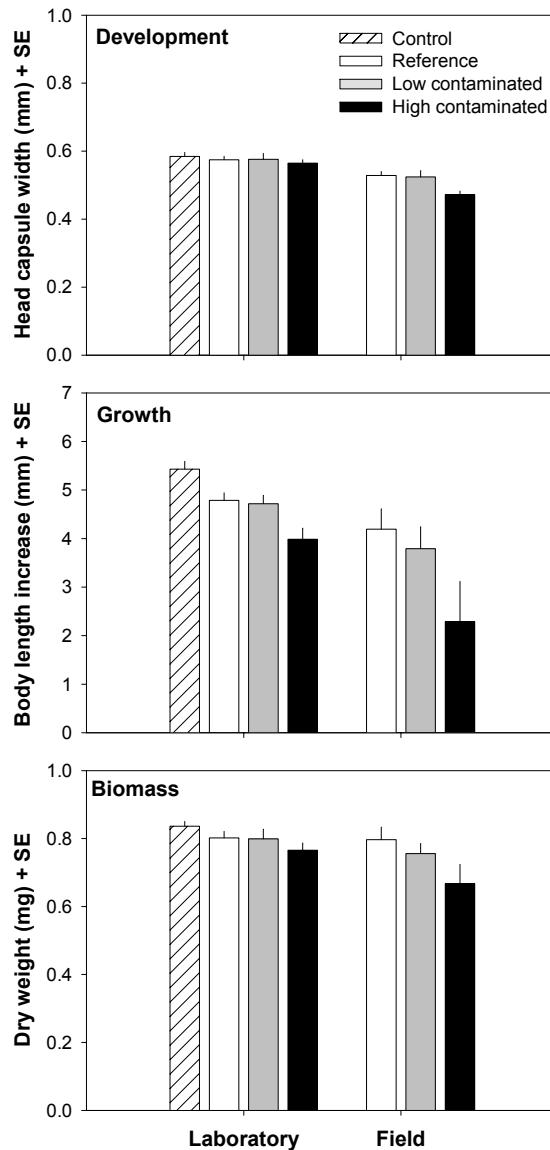 Development
Control
Reference
Low contaminated
High contaminated
Head capsule width (mm) + SE
1.0
0.8
0.6
0.4
0.2
0.0
Growth
Body length increase (mm) + SE
7
6
5
4
3
2
1
0
Biomass
Dry weight (mg) + SE
1.0
0.8
0.6
0.4
0.2
0.0
Laboratory Field